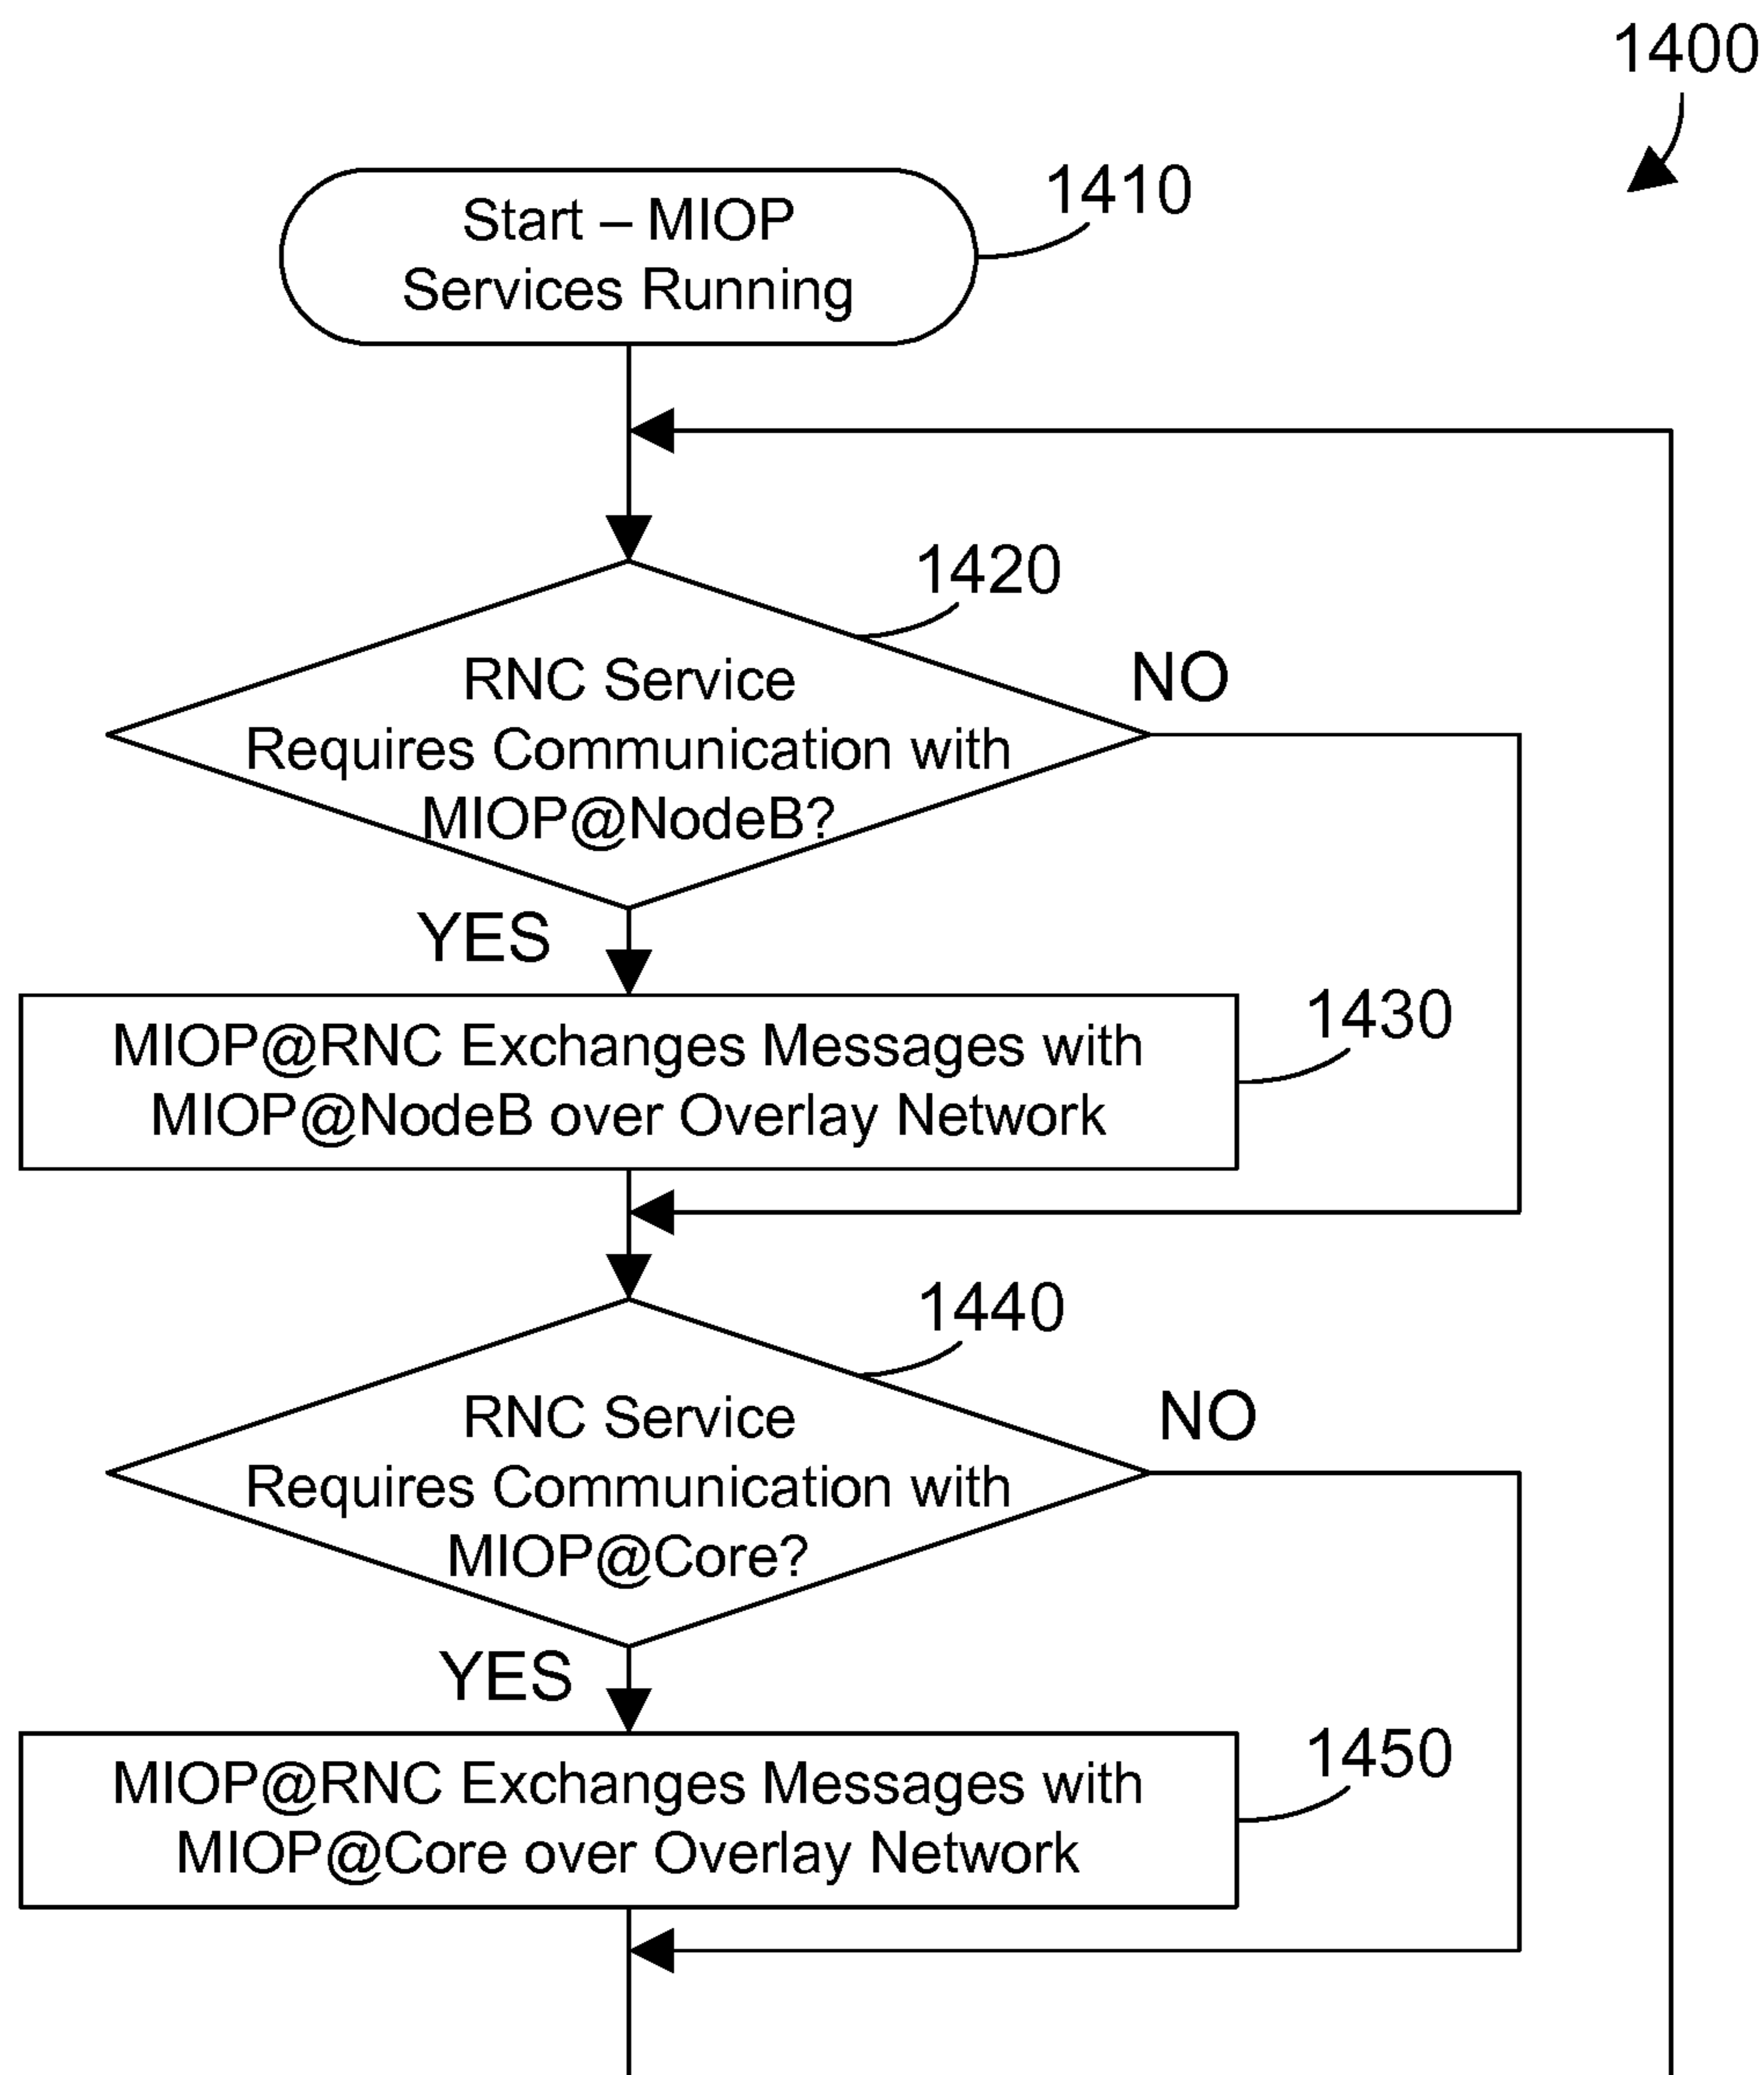 1400
Start – MIOP
Services Running
1410
1420
RNC Service
Requires Communication with
MIOP@NodeB?
NO
YES
MIOP@RNC Exchanges Messages with
MIOP@NodeB over Overlay Network
1430
1440
RNC Service
Requires Communication with
MIOP@Core?
NO
YES
MIOP@RNC Exchanges Messages with
MIOP@Core over Overlay Network
1450